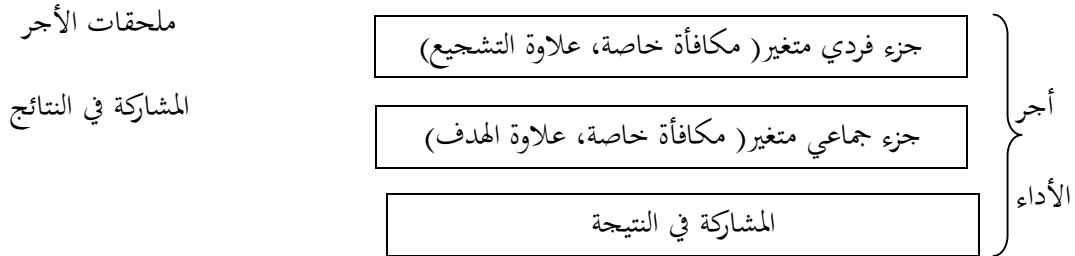 ملحقات الأجر
جزء فردي متغير( مكافأة خاصة، علاوة التشجيع)
أجر
المشاركة في النتائج
جزء جماعي متغير( مكافأة خاصة، علاوة الهدف)
الأداء
المشاركة في النتيجة